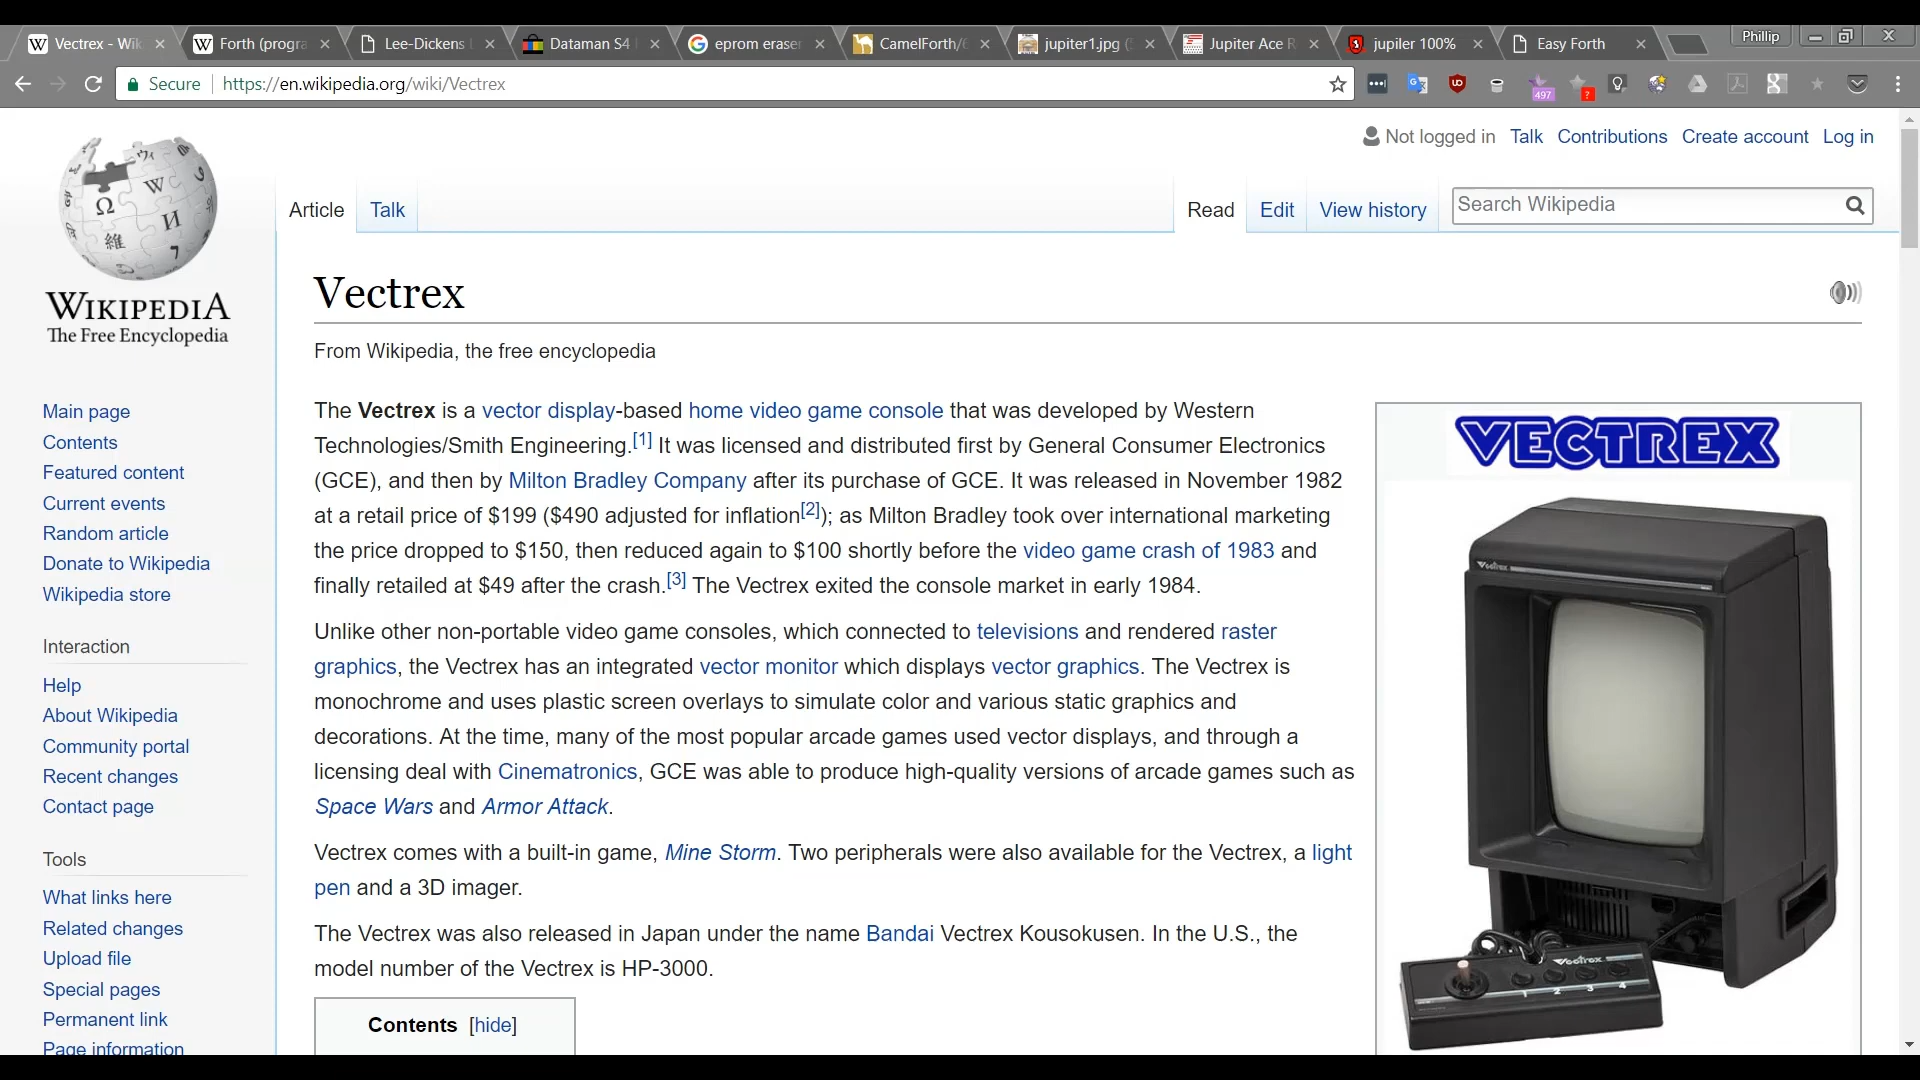 Vectrex - Wik
Forth (progra
Lee-Dickens L
Dataman S4
eprom eraser
CamelForth/6
jupiter1.jpg (
Jupiter Ace R
jupiler 100%
Easy Forth
Phillip
Secure
https://en.wikipedia.org/wiki/Vectrex
497
?
Not logged in Talk Contributions Create account Log in
WIKIPEDIA
The Free Encyclopedia
Article Talk
Read Edit View history
Search Wikipedia
Main page
Contents
Featured content
Current events
Random article
Donate to Wikipedia
Wikipedia store
Interaction
Help
About Wikipedia
Community portal
Recent changes
Contact page
Tools
What links here
Related changes
Upload file
Special pages
Permanent link
Page information
Vectrex
From Wikipedia, the free encyclopedia
The Vectrex is a vector display-based home video game console that was developed by Western
Technologies/Smith Engineering.[1] It was licensed and distributed first by General Consumer Electronics
(GCE), and then by Milton Bradley Company after its purchase of GCE. It was released in November 1982
at a retail price of $199 ($490 adjusted for inflation[2]); as Milton Bradley took over international marketing
the price dropped to $150, then reduced again to $100 shortly before the video game crash of 1983 and
finally retailed at $49 after the crash.[3] The Vectrex exited the console market in early 1984.
Unlike other non-portable video game consoles, which connected to televisions and rendered raster
graphics, the Vectrex has an integrated vector monitor which displays vector graphics. The Vectrex is
monochrome and uses plastic screen overlays to simulate color and various static graphics and
decorations. At the time, many of the most popular arcade games used vector displays, and through a
licensing deal with Cinematronics, GCE was able to produce high-quality versions of arcade games such as
Space Wars and Armor Attack.
Vectrex comes with a built-in game, Mine Storm. Two peripherals were also available for the Vectrex, a light
pen and a 3D imager.
The Vectrex was also released in Japan under the name Bandai Vectrex Kousokusen. In the U.S., the
model number of the Vectrex is HP-3000.
Contents [hide]
VECTREX
Vectrex
Vectrex
1 2 3 4